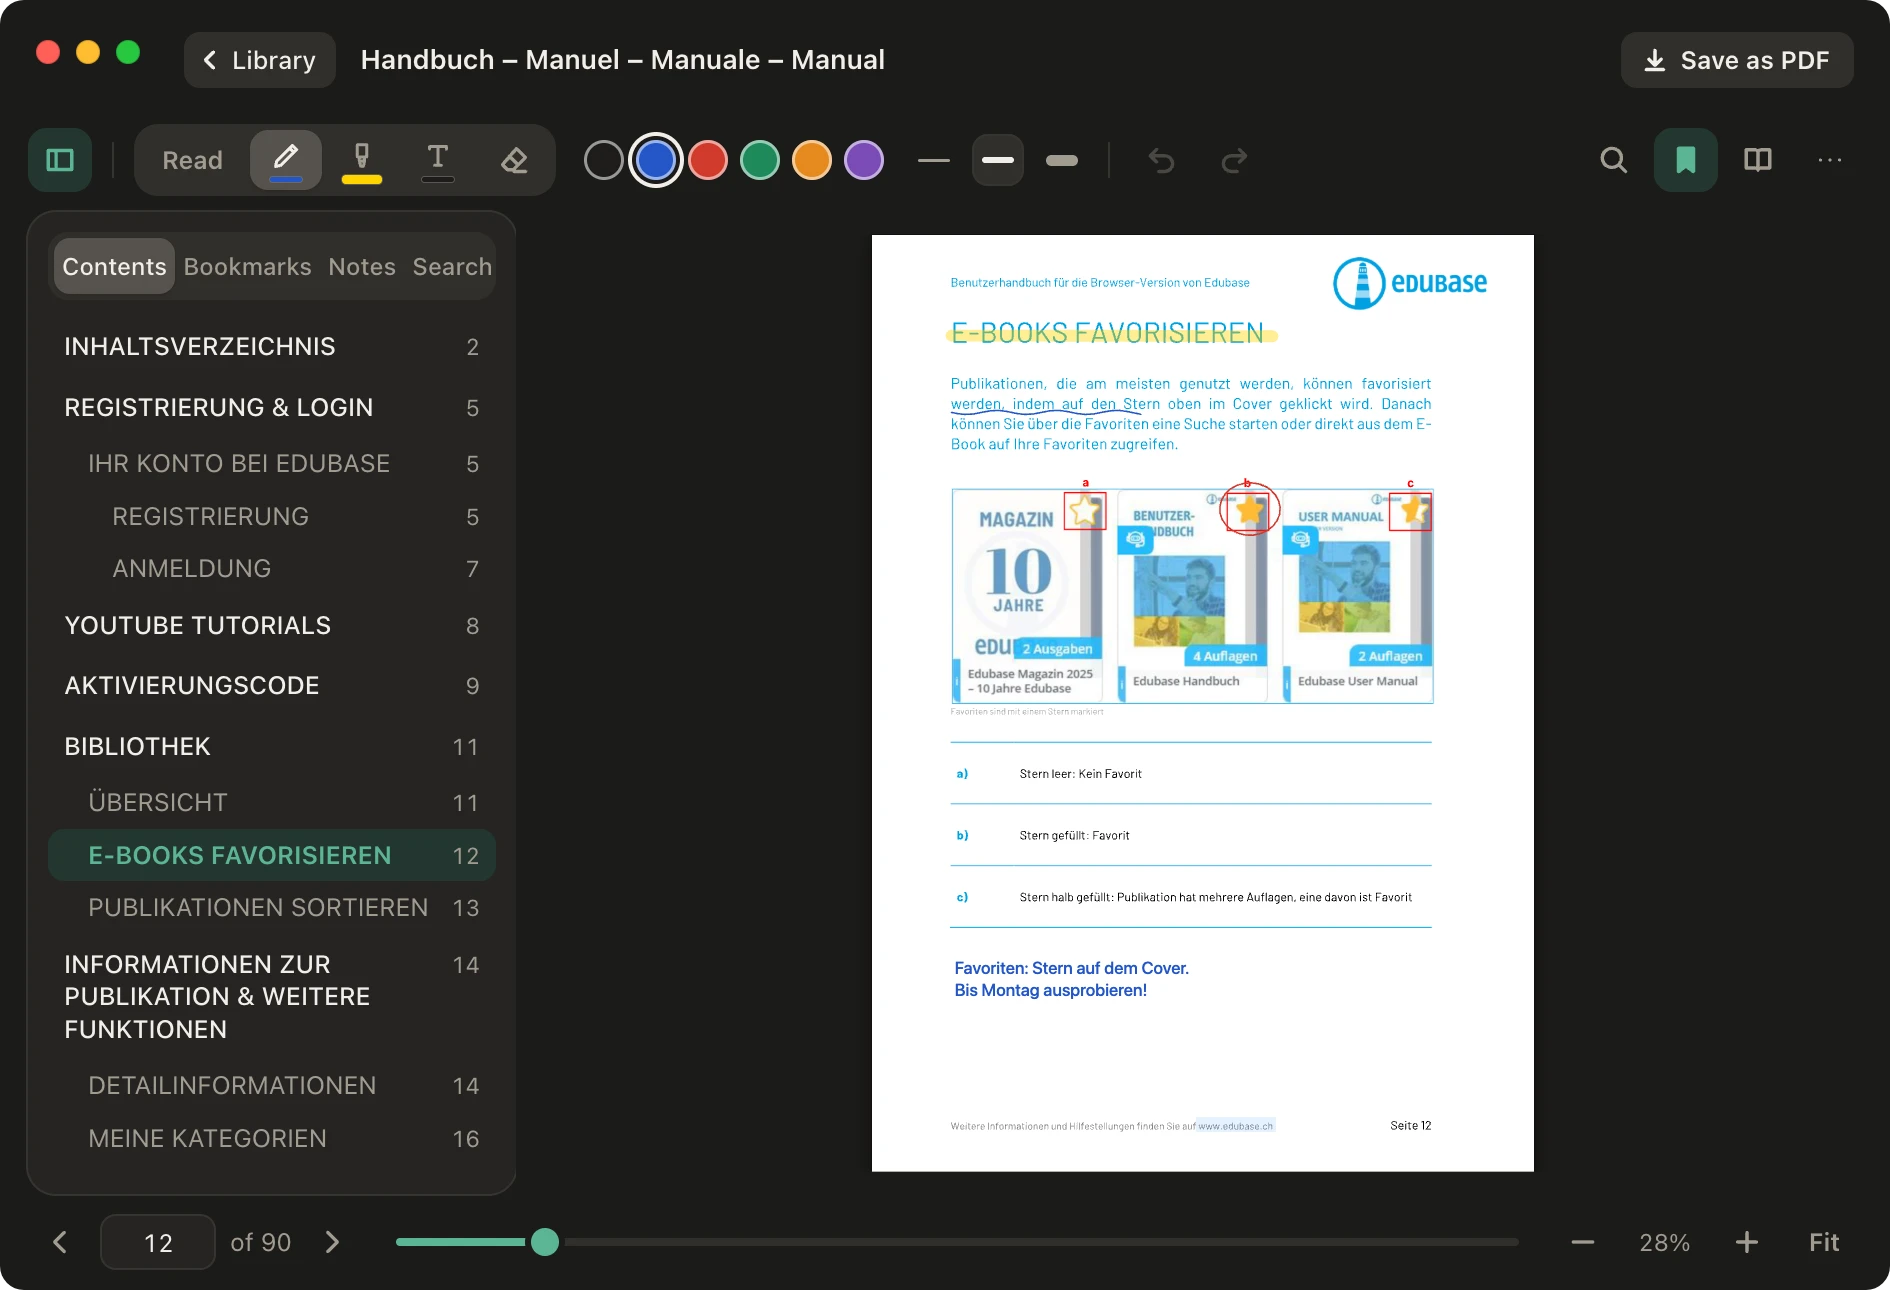 Library
Handbuch – Manuel – Manuale – Manual
Save as PDF
Read
T
Contents Bookmarks Notes Search
INHALTSVERZEICHNIS 2
REGISTRIERUNG & LOGIN 5
IHR KONTO BEI EDUBASE 5
REGISTRIERUNG 5
ANMELDUNG 7
YOUTUBE TUTORIALS 8
AKTIVIERUNGSCODE 9
BIBLIOTHEK 11
ÜBERSICHT 11
E-BOOKS FAVORISIEREN 12
PUBLIKATIONEN SORTIEREN 13
INFORMATIONEN ZUR 14
PUBLIKATION & WEITERE
FUNKTIONEN
DETAILINFORMATIONEN 14
MEINE KATEGORIEN 16
Benutzerhandbuch für die Browser-Version von Edubase
EDUBASE
E-BOOKS FAVORISIEREN
Publikationen, die am meisten genutzt werden, können favorisiert
werden, indem auf den Stern oben im Cover geklickt wird. Danach
können Sie über die Favoriten eine Suche starten oder direkt aus dem E-
Book auf Ihre Favoriten zugreifen.
a b c
MAGAZIN
10
JAHRE
edu
2 Ausgaben
Edubase Magazin 2025
– 10 Jahre Edubase
BENUTZER-
NDBUCH
4 Auflagen
Edubase Handbuch
USER MANUAL
VERSION
2 Auflagen
Edubase User Manual
Favoriten sind mit einem Stern markiert
a) Stern leer: Kein Favorit
b) Stern gefüllt: Favorit
c) Stern halb gefüllt: Publikation hat mehrere Auflagen, eine davon ist Favorit
Favoriten: Stern auf dem Cover.
Bis Montag ausprobieren!
Weitere Informationen und Hilfestellungen finden Sie auf www.edubase.ch
Seite 12
12 of 90
28%
Fit